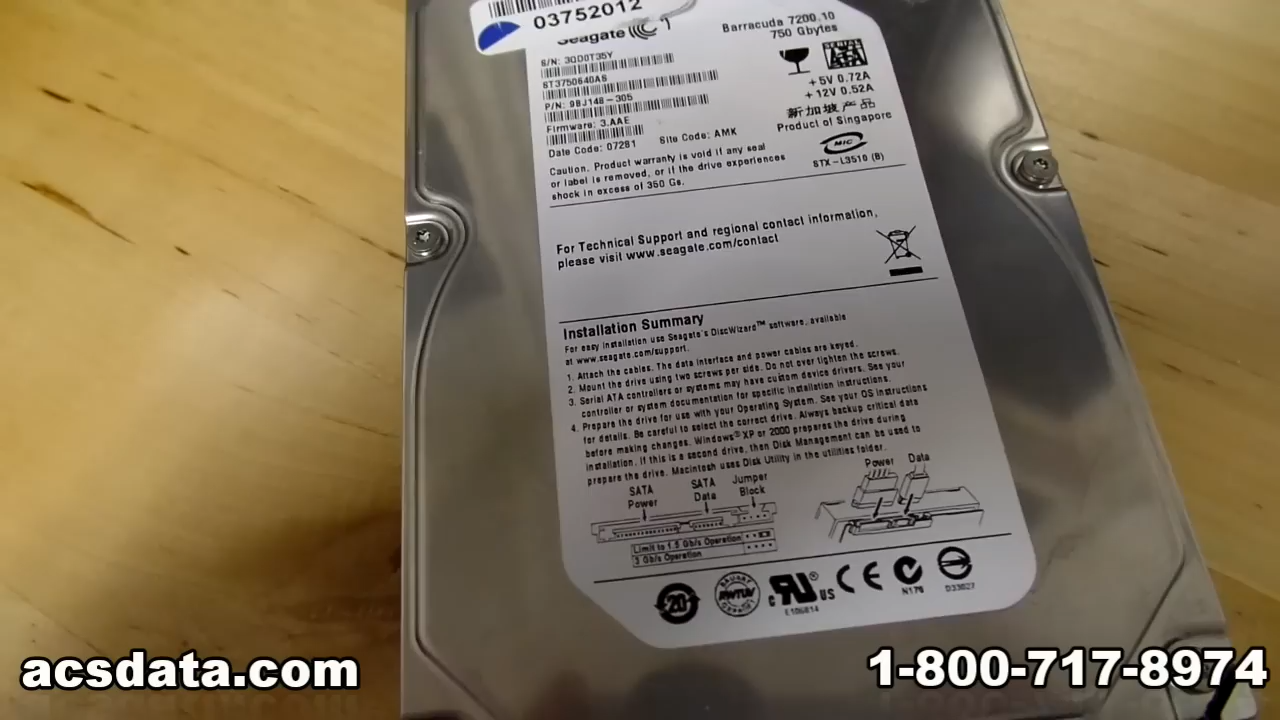 03752012
Seagate
Barracuda 7200.10
750 Gbytes
S/N: 3QD0T35Y
ST3750640AS
P/N: 9BJ148-305
Firmware: 3.AAE
Date Code: 07281
Site Code: AMK
SERIAL
ATA
+5V 0.72A
+12V 0.52A
新加坡产品
Product of Singapore
MIC
STX-L3510 (B)
Caution. Product warranty is void if any seal
or label is removed, or if the drive experiences
shock in excess of 350 Gs.
For Technical Support and regional contact information,
please visit www.seagate.com/contact
Installation Summary
For easy installation use Seagate's DiscWizard™ software, available
at www.seagate.com/support.
1. Attach the cables. The data interface and power cables are keyed.
2. Mount the drive using two screws per side. Do not over tighten the screws.
3. Serial ATA controllers or systems may have custom device drivers. See your
controller or system documentation for specific installation instructions.
4. Prepare the drive for use with your Operating System. See your OS instructions
for details. Be careful to select the correct drive. Always backup critical data
before making changes. Windows® XP or 2000 prepares the drive during
installation. If this is a second drive, then Disk Management can be used to
prepare the drive. Macintosh uses Disk Utility in the utilities folder.
SATA
Power
SATA
Data
Jumper
Block
Power
Data
Limit to 1.5 Gb/s Operation
3 Gb/s Operation
20
c RU® US
E106814
CE
N176
D33027
acsdata.com
1-800-717-8974